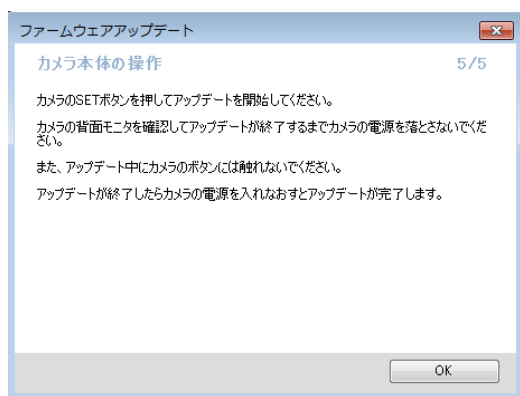 ファームウェアアップデート
カメラ本体の操作 5/5
カメラのSETボタンを押してアップデートを開始してください。
カメラの背面モニタを確認してアップデートが終了するまでカメラの電源を落とさないでくだ
さい。
また、アップデート中にカメラのボタンには触れないでください。
アップデートが終了したらカメラの電源を入れなおすとアップデートが完了します。
OK